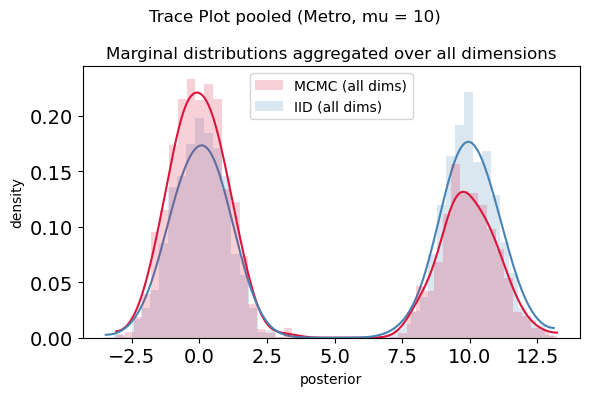 Trace Plot pooled (Metro, mu = 10)
Marginal distributions aggregated over all dimensions
MCMC (all dims)
IID (all dims)
density
0.20
0.15
0.10
0.05
0.00
−2.5 0.0 2.5 5.0 7.5 10.0 12.5
posterior